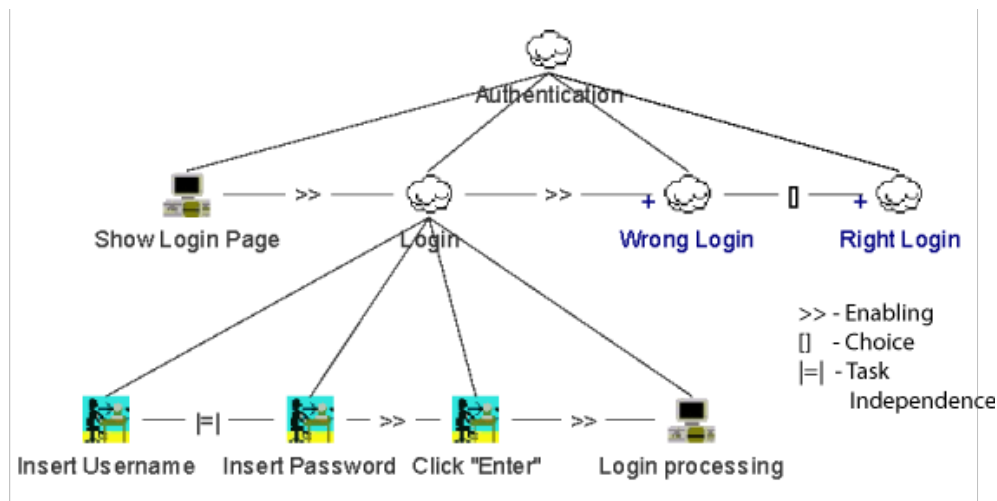 Authentication
>> >> + [] +
Show Login Page Login Wrong Login Right Login
>> - Enabling
[] - Choice
|=| - Task
Independence
|=| >> >>
Insert Username Insert Password Click "Enter" Login processing